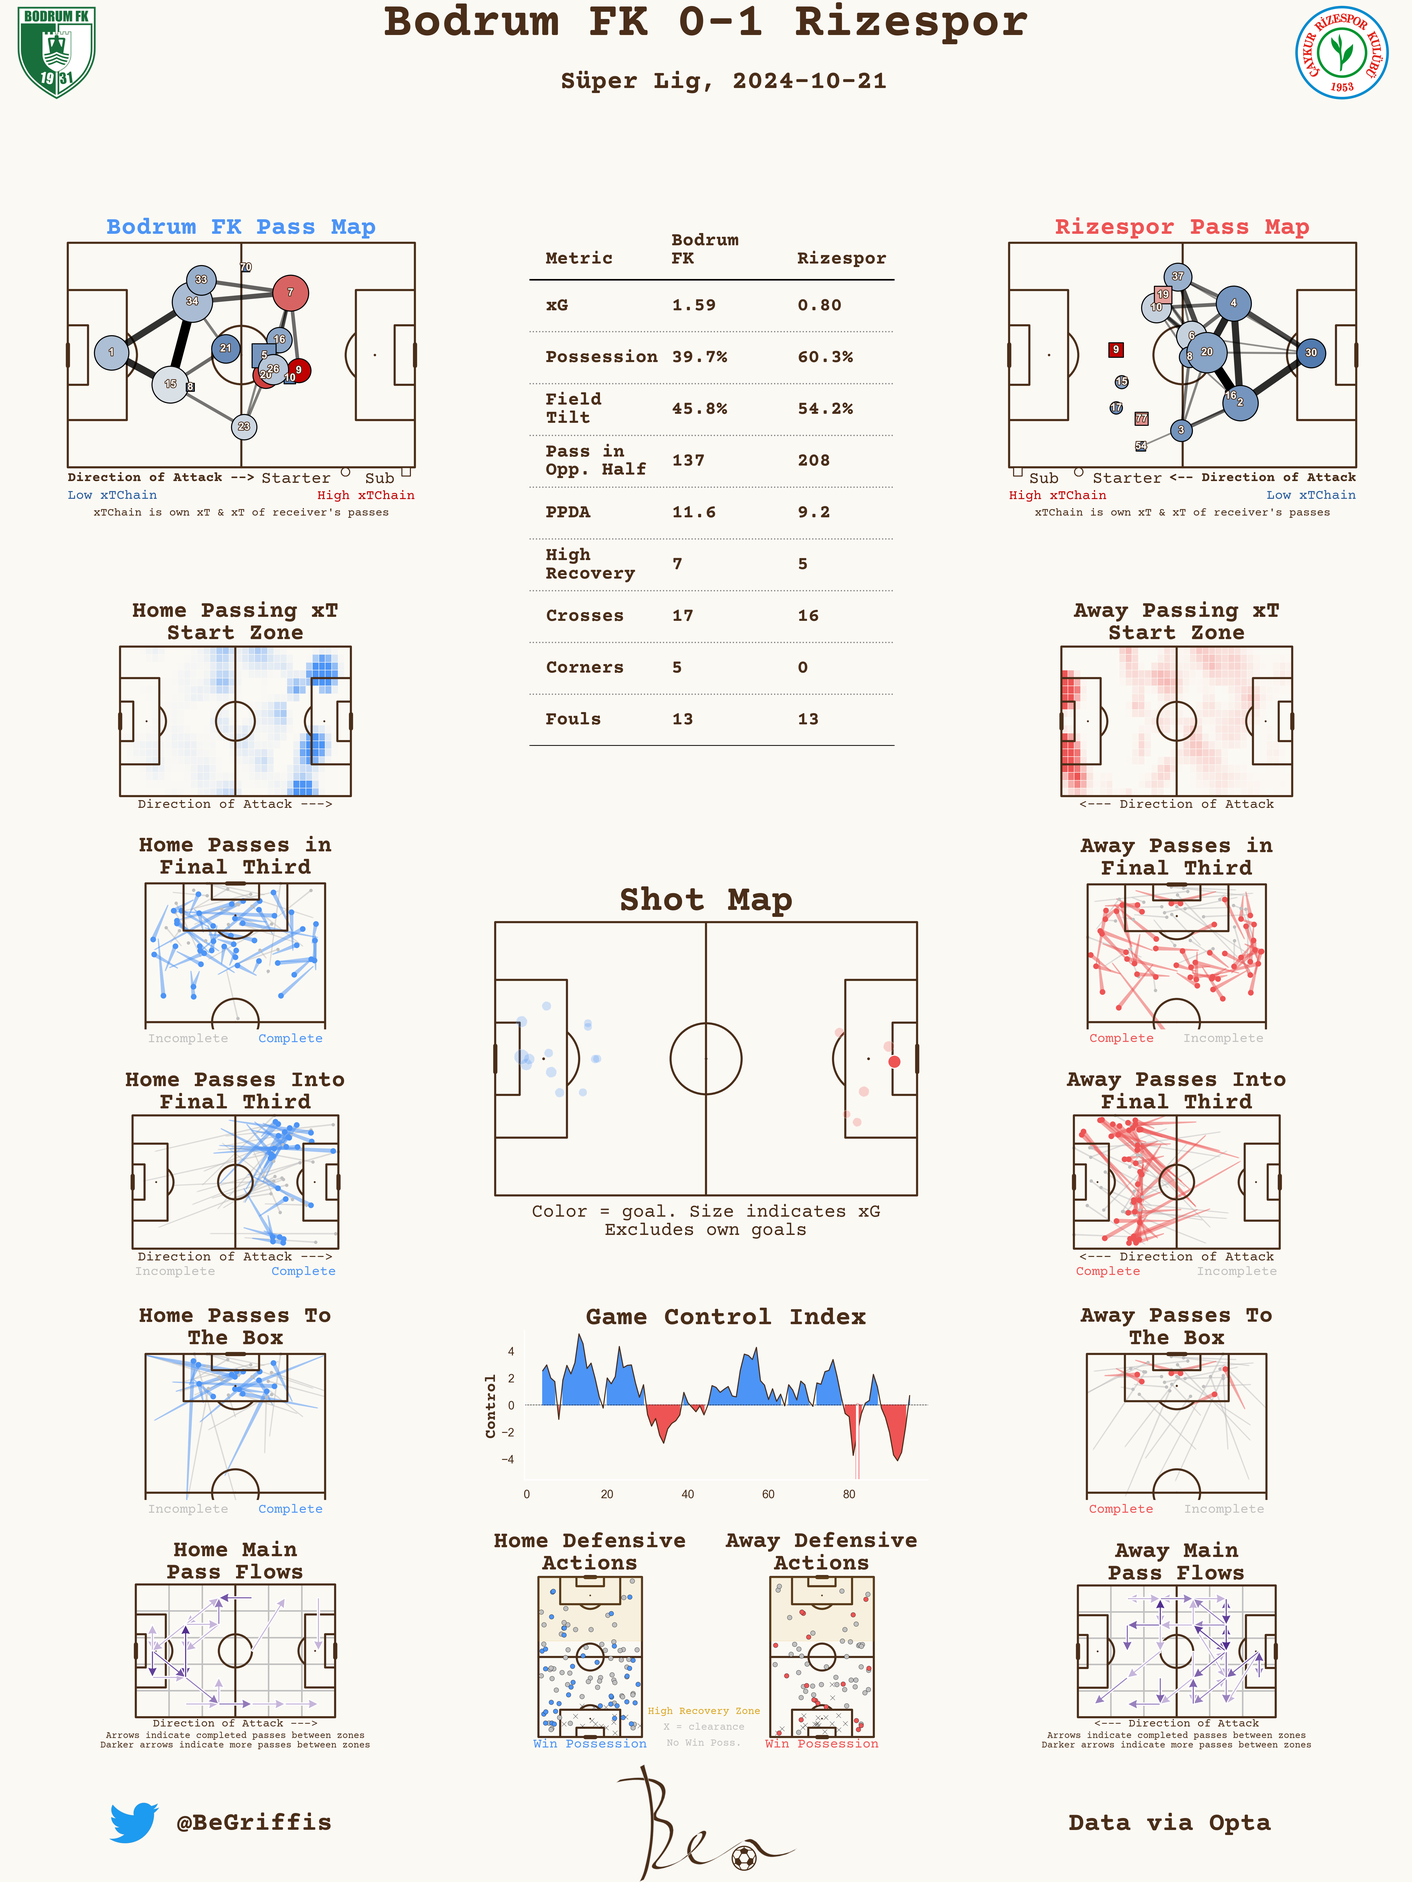 BODRUM FK
19 31
Bodrum FK 0-1 Rizespor
Süper Lig, 2024-10-21
ÇAYKUR RİZESPOR KULÜBÜ
1953
Bodrum FK Pass Map
70
33
7
34
16
1
21
5
26
20
9
10
15
8
23
Direction of Attack --> Starter Sub
Low xTChain High xTChain
xTChain is own xT & xT of receiver's passes
Metric Bodrum FK Rizespor
xG 1.59 0.80
Possession 39.7% 60.3%
Field Tilt 45.8% 54.2%
Pass in Opp. Half 137 208
PPDA 11.6 9.2
High Recovery 7 5
Crosses 17 16
Corners 5 0
Fouls 13 13
Rizespor Pass Map
37
19
10
4
6
9
8
20
30
15
16
2
17
77
3
54
Sub Starter <-- Direction of Attack
High xTChain Low xTChain
xTChain is own xT & xT of receiver's passes
Home Passing xT
Start Zone
Direction of Attack --->
Away Passing xT
Start Zone
<--- Direction of Attack
Home Passes in
Final Third
Incomplete Complete
Away Passes in
Final Third
Complete Incomplete
Shot Map
Color = goal. Size indicates xG
Excludes own goals
Home Passes Into
Final Third
Direction of Attack --->
Incomplete Complete
Away Passes Into
Final Third
<--- Direction of Attack
Complete Incomplete
Home Passes To
The Box
Incomplete Complete
Game Control Index
Control
4
2
0
−2
−4
0 20 40 60 80
Away Passes To
The Box
Complete Incomplete
Home Main
Pass Flows
Direction of Attack --->
Arrows indicate completed passes between zones
Darker arrows indicate more passes between zones
Home Defensive
Actions
Win Possession
High Recovery Zone
X = clearance
No Win Poss.
Away Defensive
Actions
Win Possession
Away Main
Pass Flows
<--- Direction of Attack
Arrows indicate completed passes between zones
Darker arrows indicate more passes between zones
@BeGriffis
Ben
Data via Opta